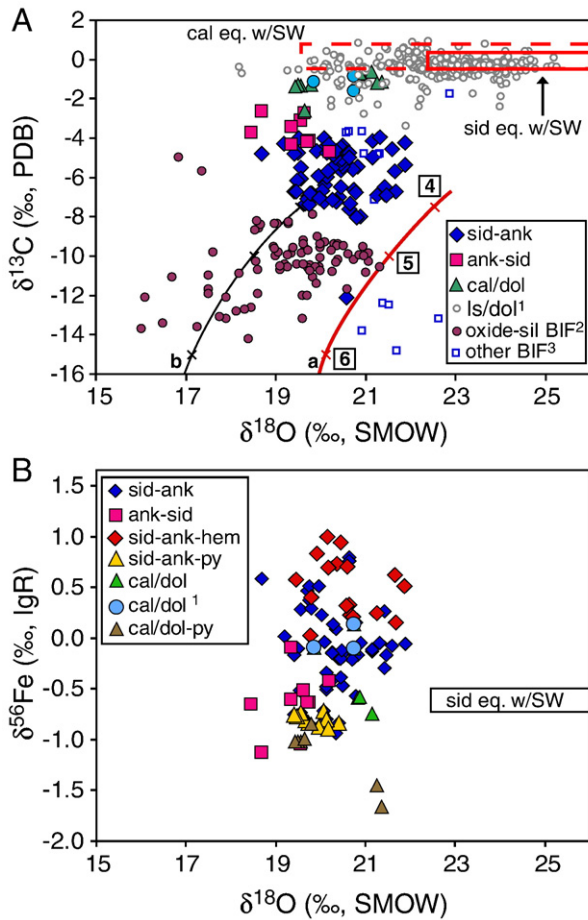 A
cal eq. w/SW
2
0
-2
-4
-6
-8
-10
-12
-14
-16
δ¹³C (‰, PDB)
sid eq. w/SW
4
5
6
b
a
sid-ank
ank-sid
cal/dol
ls/dol¹
oxide-sil BIF²
other BIF³
15 17 19 21 23 25
δ¹⁸O (‰, SMOW)
B
1.5
1.0
0.5
0.0
-0.5
-1.0
-1.5
-2.0
δ⁵⁶Fe (‰, IgR)
sid-ank
ank-sid
sid-ank-hem
sid-ank-py
cal/dol
cal/dol ¹
cal/dol-py
sid eq. w/SW
15 17 19 21 23 25
δ¹⁸O (‰, SMOW)